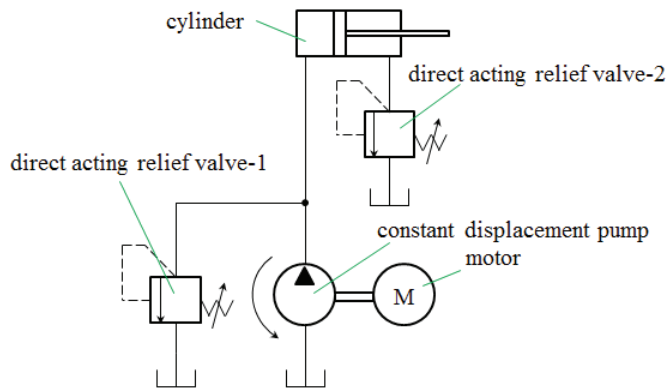 cylinder
direct acting relief valve-2
direct acting relief valve-1
constant displacement pump
motor
M